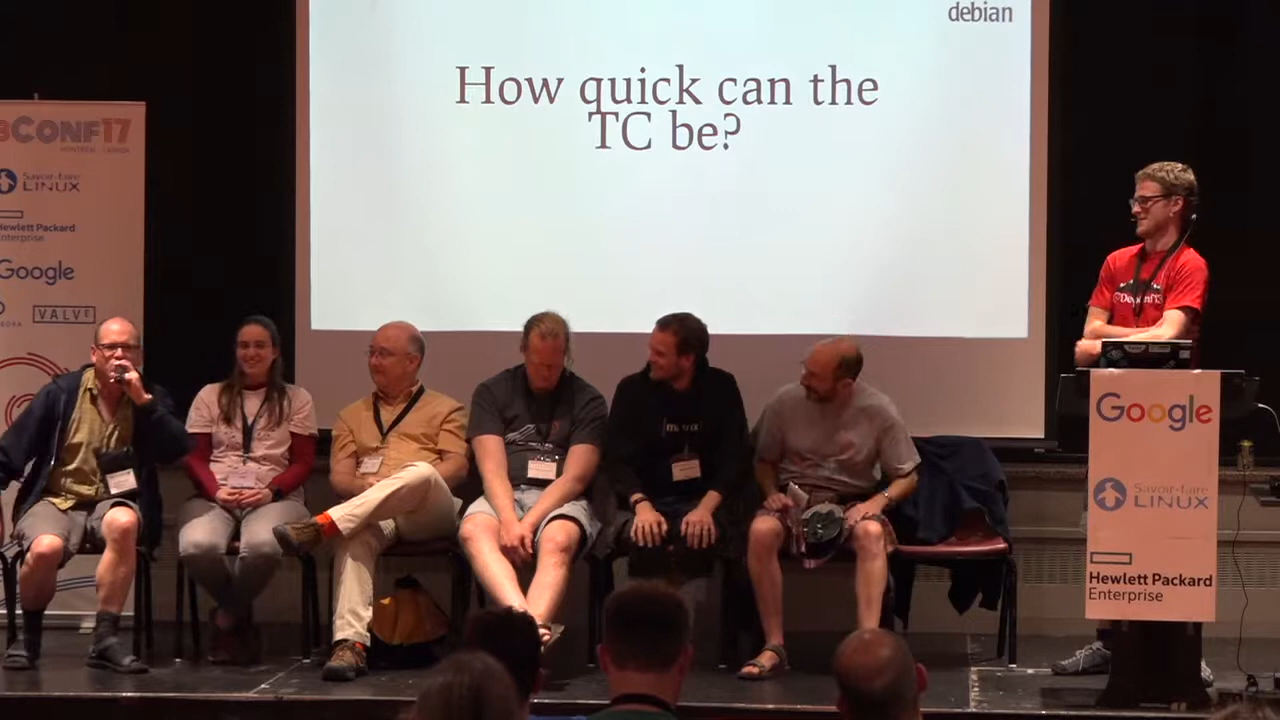 debian
How quick can the
TC be?
BCONF17
Savoir-faire
LINUX
Hewlett Packard
Enterprise
Google
VALVE
Google
Savoir-faire
LINUX
Hewlett Packard
Enterprise